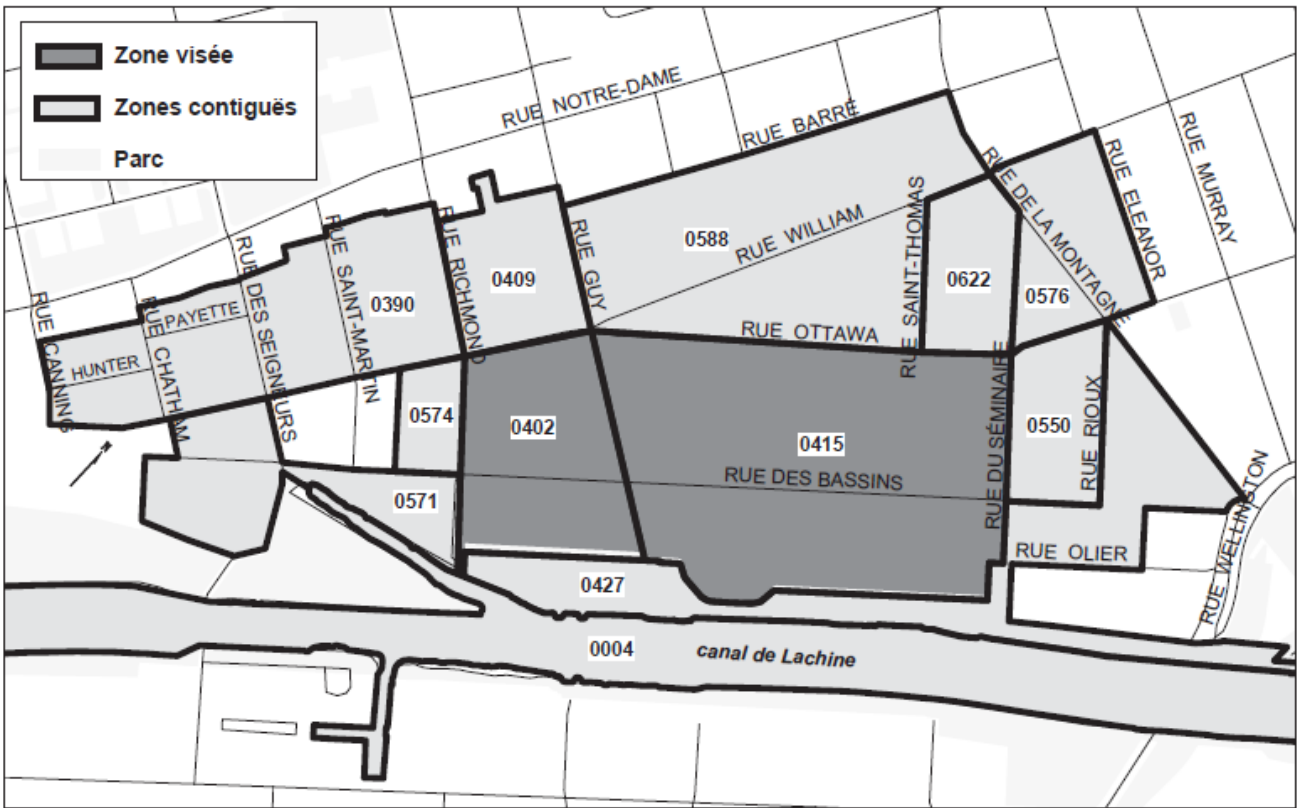 Zone visée
Zones contiguës
Parc
RUE NOTRE-DAME
RUE BARRÉ
RUE MURRAY
RUE ELEANOR
RUE DE LA MONTAGNE
RUE SAINT-THOMAS
RUE WILLIAM
0588
RUE GUY
0409
RUE RICHMOND
RUE SAINT-MARTIN
0390
RUE DES SEIGNEURS
PAYETTE
RUE CHATHAM
HUNTER
RUE CANNING
0622
0576
RUE OTTAWA
0574
0402
0415
0550
RUE RIOUX
RUE DU SÉMINAIRE
RUE DES BASSINS
0571
RUE WELLINGTON
RUE OLIER
0427
0004
canal de Lachine